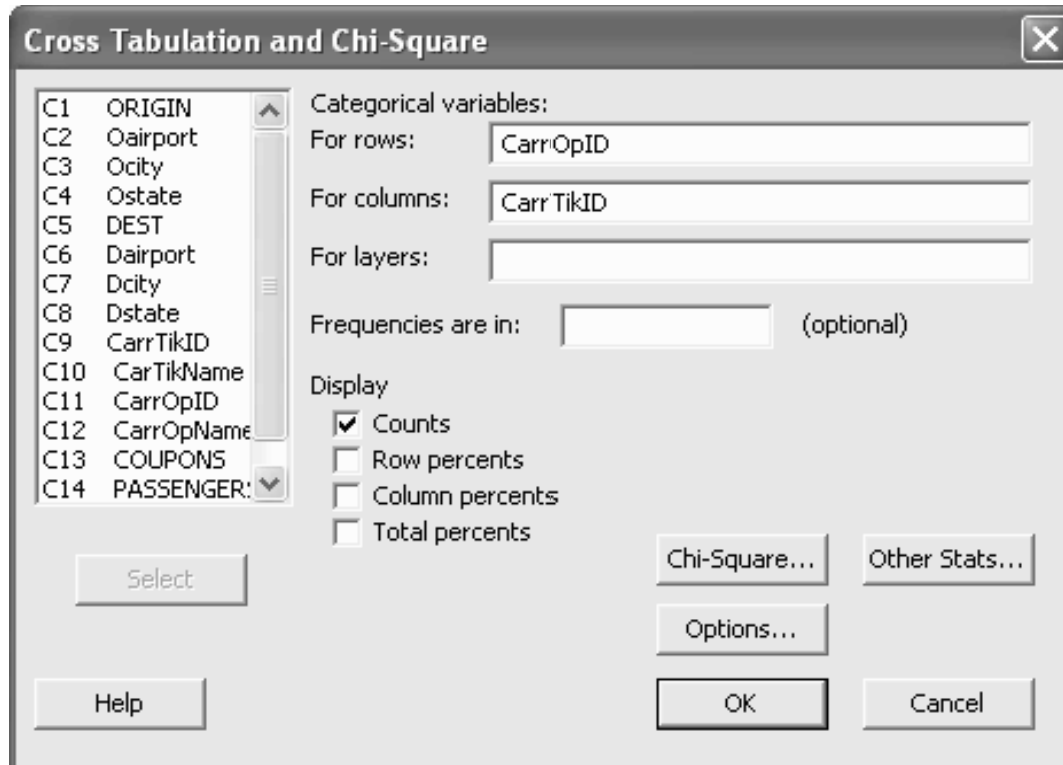 Cross Tabulation and Chi-Square
C1 ORIGIN
C2 Oairport
C3 Ocity
C4 Ostate
C5 DEST
C6 Dairport
C7 Dcity
C8 Dstate
C9 CarrTikID
C10 CarTikName
C11 CarrOpID
C12 CarrOpName
C13 COUPONS
C14 PASSENGER:
Select
Help
Categorical variables:
For rows: CarrOpID
For columns: CarrTikID
For layers:
Frequencies are in: (optional)
Display
Counts
Row percents
Column percents
Total percents
Chi-Square... Other Stats...
Options...
OK Cancel